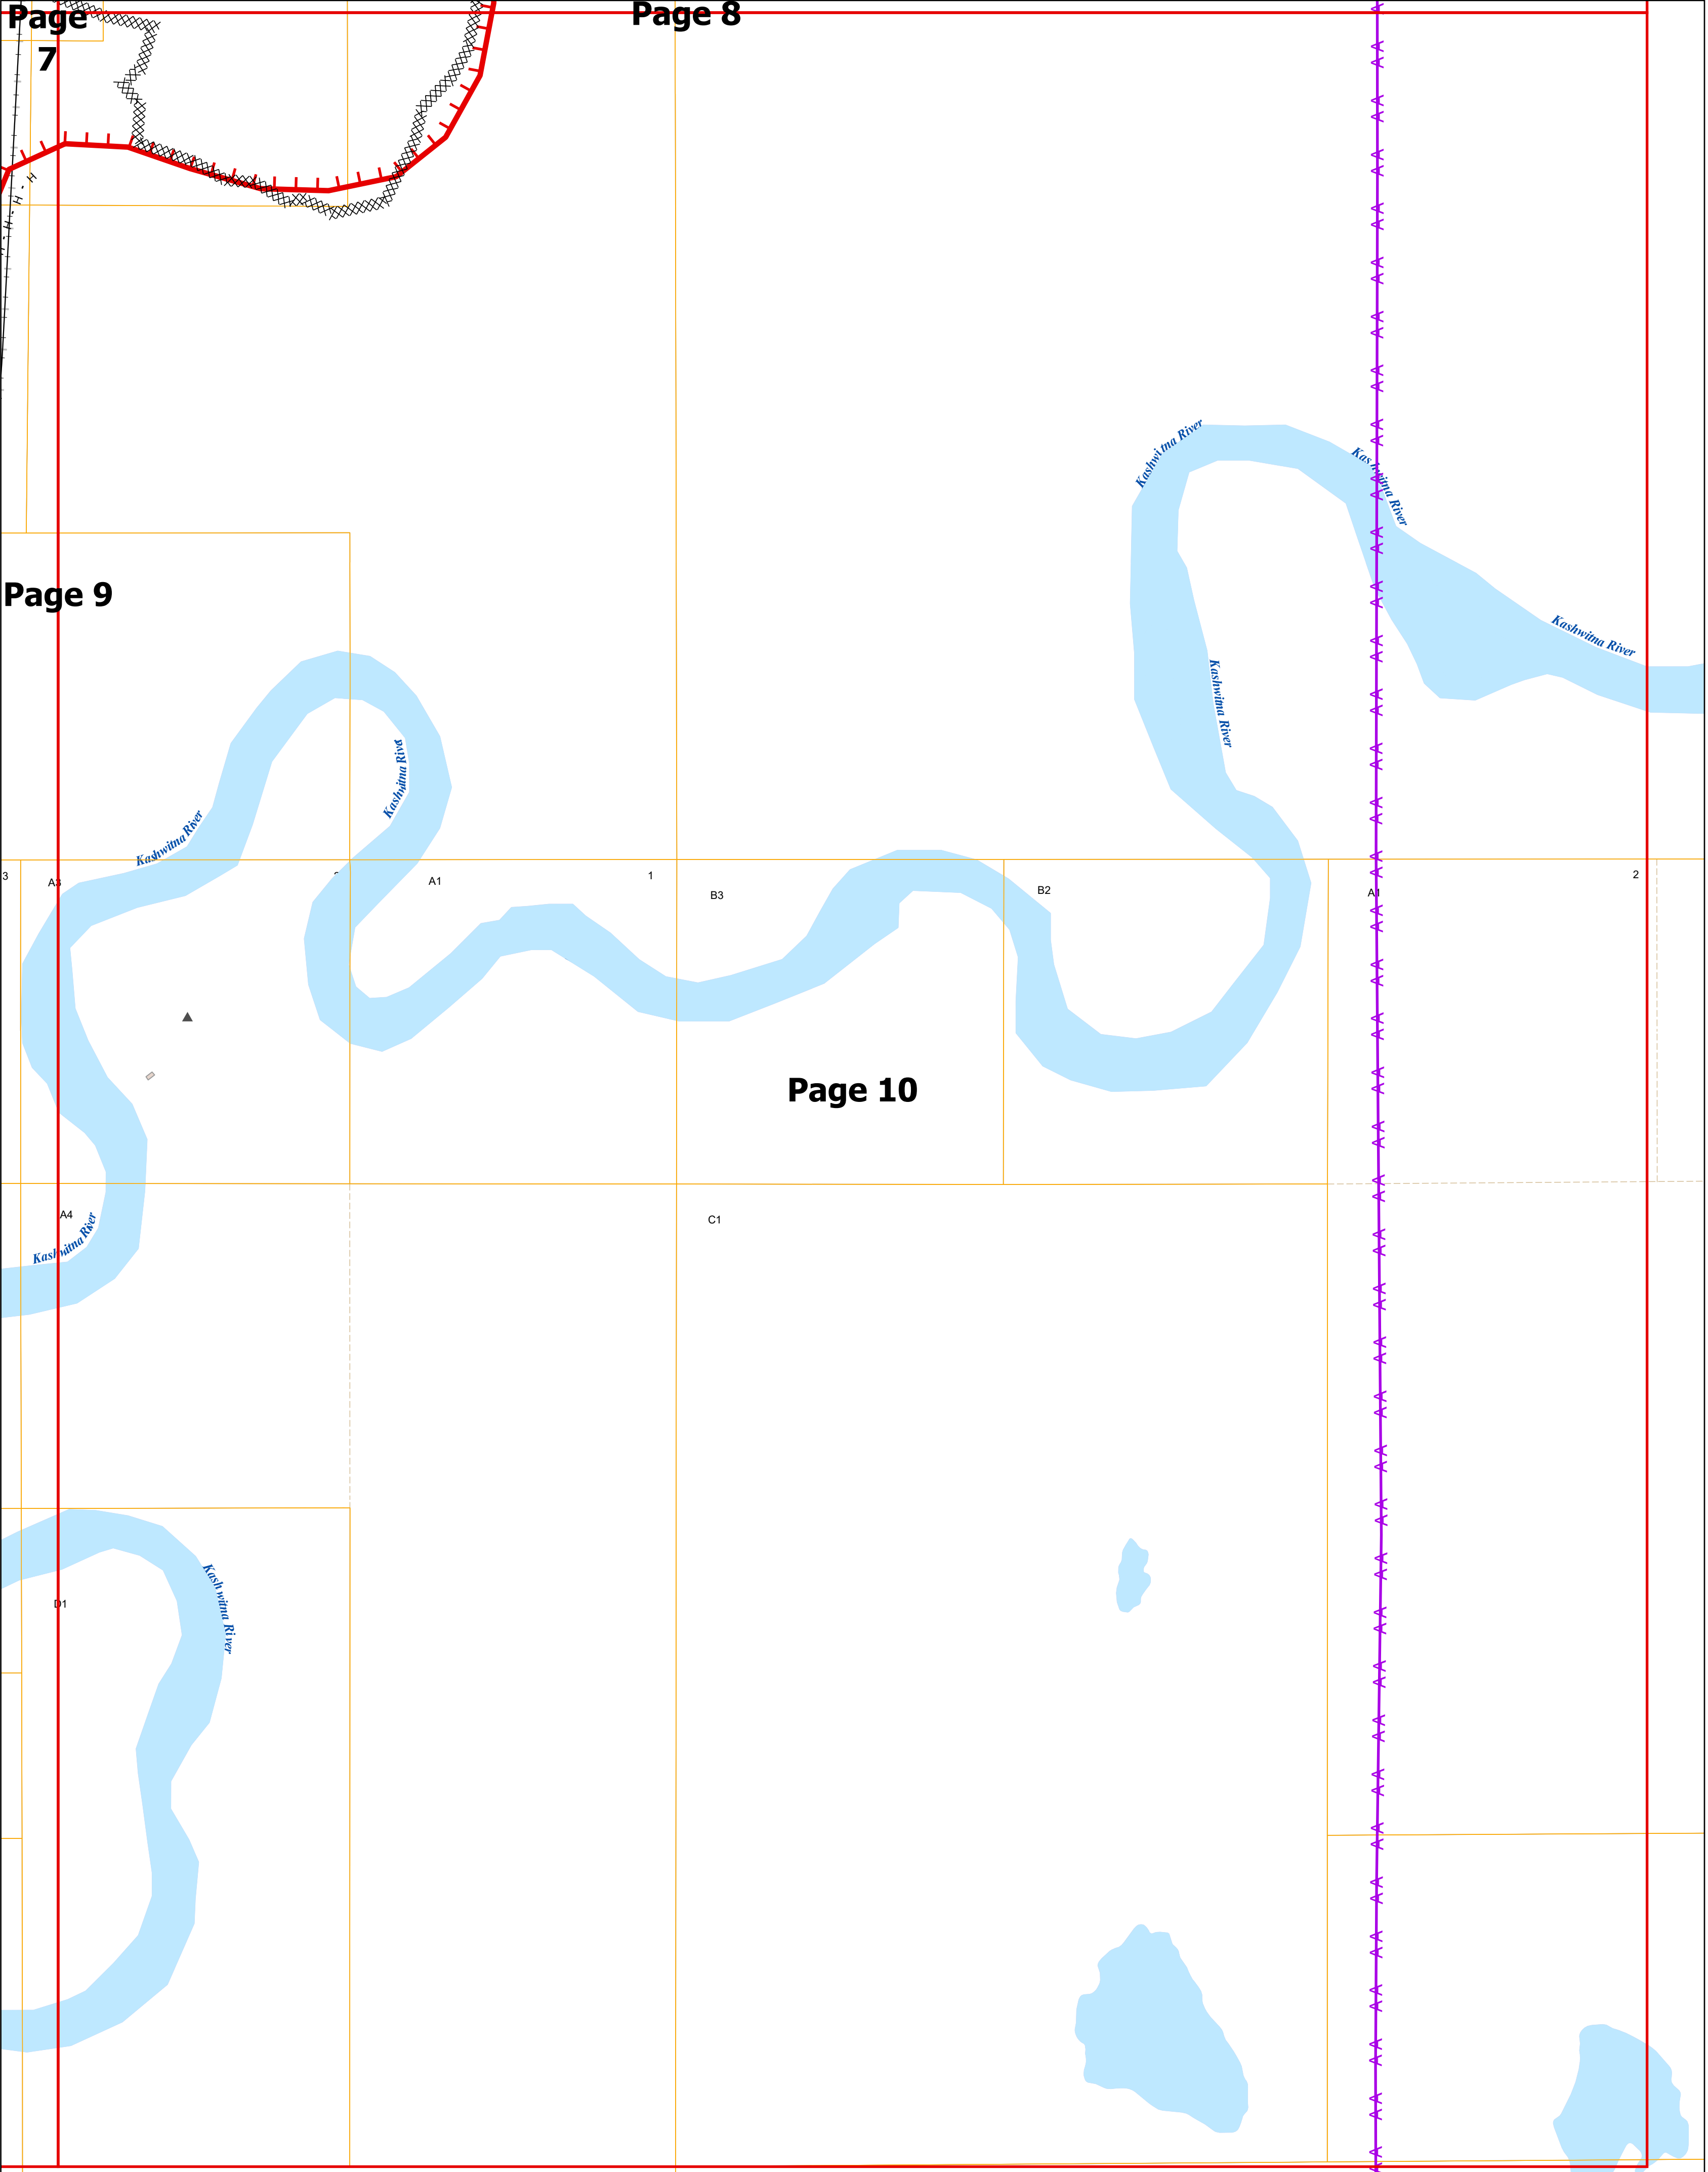 Page 8
Page
7
H - H - H
Kashwitna River
Kashwitna River
Page 9
Kashwitna River
Kashwitna River
Kashwitna River
Kashwitna River
3
A3
A1
1
B3
B2
A1
2
Page 10
A4
C1
Kashwitna River
Kashwitna River
D1